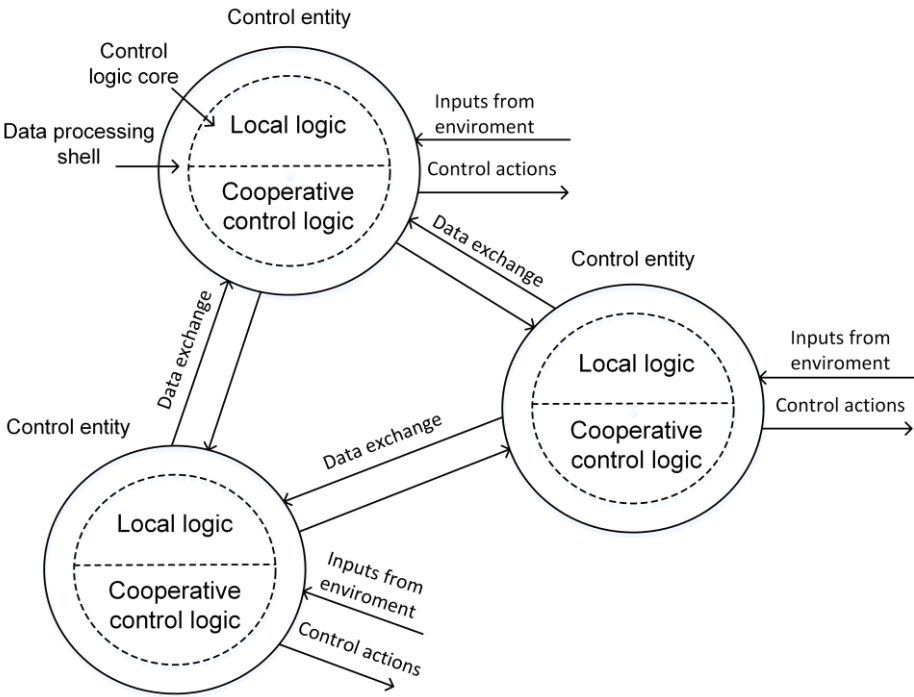 Control entity
Control
logic core
Data processing
shell
Local logic
Cooperative
control logic
Inputs from
enviroment
Control actions
Data exchange
Control entity
Local logic
Cooperative
control logic
Inputs from
enviroment
Control actions
Data exchange
Data exchange
Control entity
Local logic
Cooperative
control logic
Inputs from
enviroment
Control actions